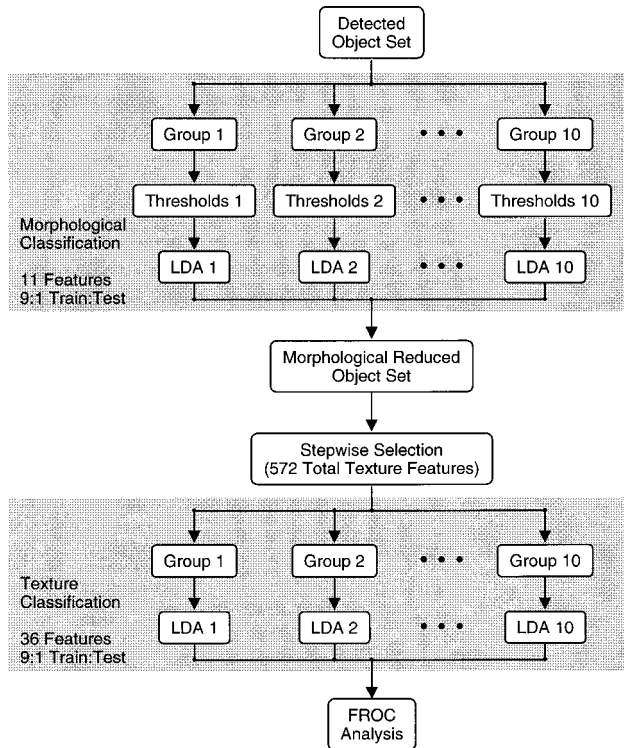 Detected
Object Set
Group 1
Group 2
• • •
Group 10
Thresholds 1
Thresholds 2
• • •
Thresholds 10
Morphological
Classification
11 Features
9:1 Train:Test
LDA 1
LDA 2
• • •
LDA 10
Morphological Reduced
Object Set
Stepwise Selection
(572 Total Texture Features)
Group 1
Group 2
• • •
Group 10
Texture
Classification
36 Features
9:1 Train:Test
LDA 1
LDA 2
• • •
LDA 10
FROC
Analysis